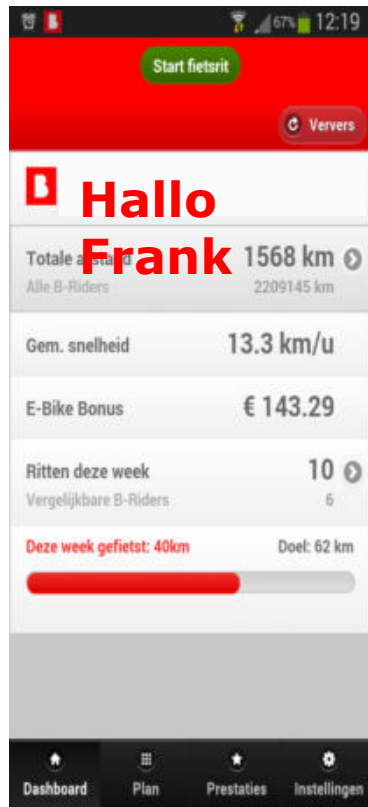 67% 12:19
Start fietsrit
Ververs
B
Hallo
Frank
Totale afstand 1568 km
Alle B-Riders 2209145 km
Gem. snelheid 13.3 km/u
E-Bike Bonus € 143.29
Ritten deze week 10
Vergelijkbare B-Riders 6
Deze week gefietst: 40km Doel: 62 km
Dashboard Plan Prestaties Instellingen